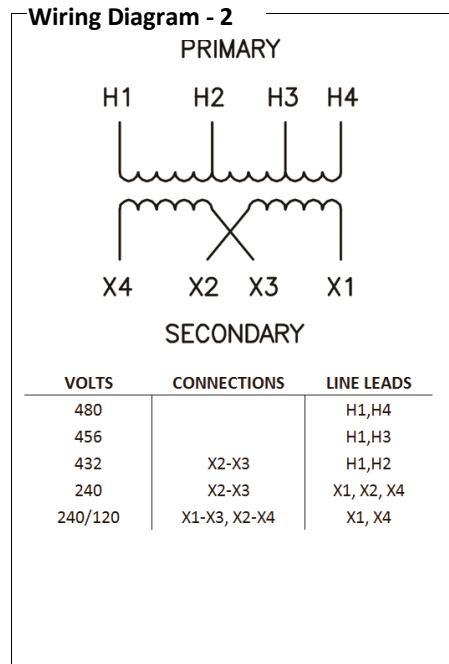 Wiring Diagram - 2
PRIMARY
H1 H2 H3 H4
X4 X2 X3 X1
SECONDARY
VOLTS CONNECTIONS LINE LEADS
480 H1,H4
456 H1,H3
432 X2-X3 H1,H2
240 X2-X3 X1, X2, X4
240/120 X1-X3, X2-X4 X1, X4